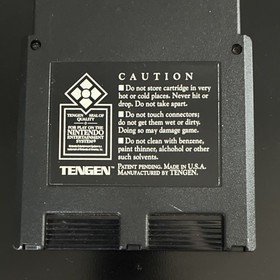 CAUTION
■ Do not store cartridge in very
hot or cold places. Never hit or
drop. Do not take apart.
■ Do not touch connectors;
do not get them wet or dirty.
Doing so may damage game.
■ Do not clean with benzene,
paint thinner, alchohol or other
such solvents.
PATENT PENDING. MADE IN U.S.A.
MANUFACTURED BY TENGEN.
TENGEN SEAL OF
QUALITY
FOR PLAY ON THE
NINTENDO
ENTERTAINMENT
SYSTEM®
TENGEN